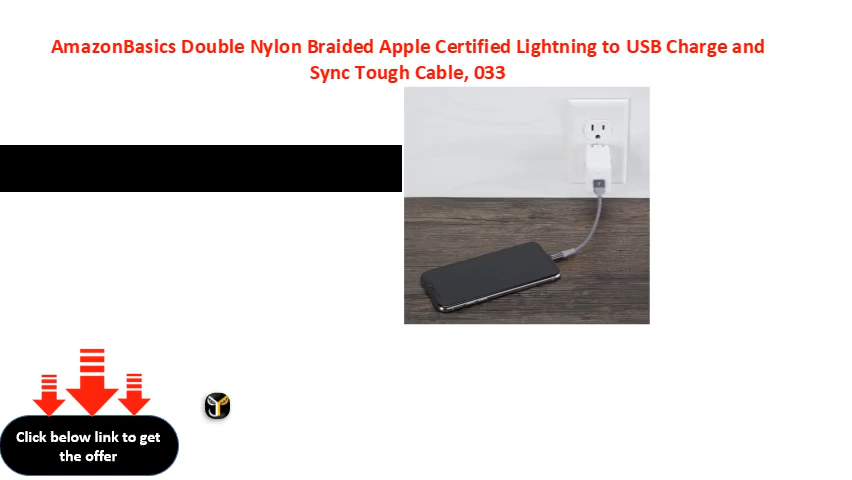 AmazonBasics Double Nylon Braided Apple Certified Lightning to USB Charge and
Sync Tough Cable, 033
Click below link to get
the offer